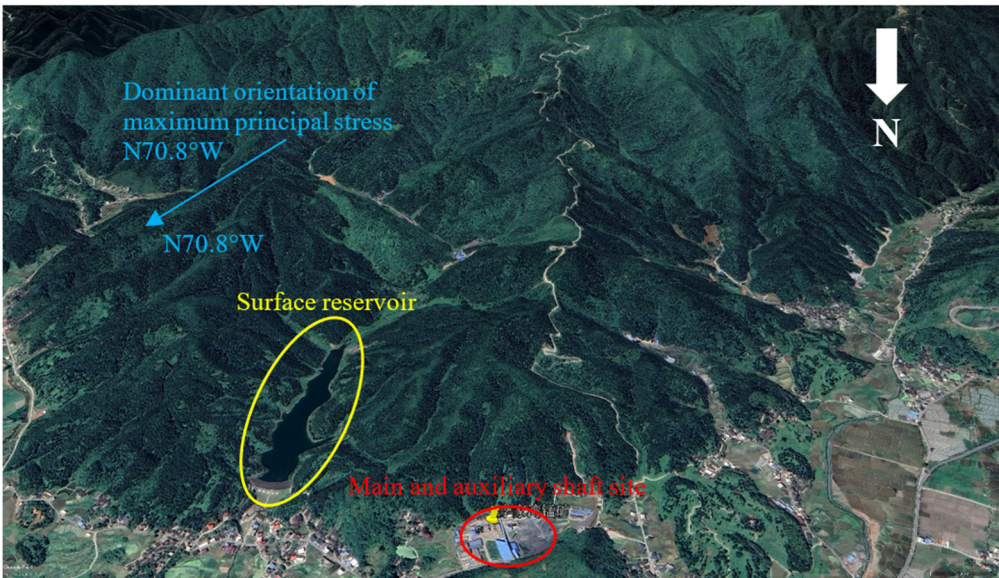 Dominant orientation of
maximum principal stress
N70.8°W
N
N70.8°W
Surface reservoir
Main and auxiliary shaft site